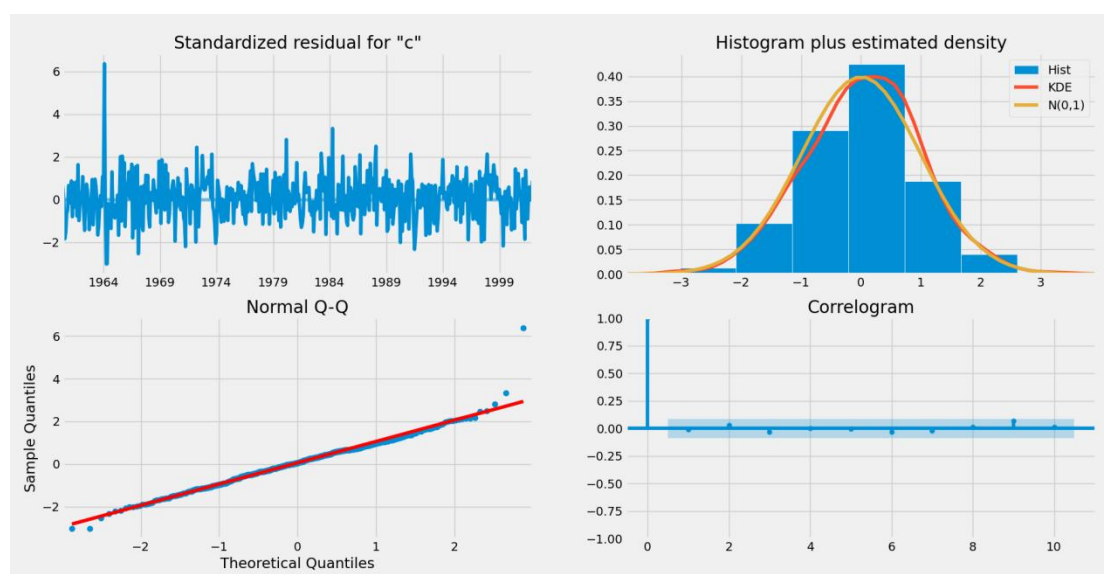 Standardized residual for "c"
6
4
2
0
−2
1964 1969 1974 1979 1984 1989 1994 1999
Histogram plus estimated density
Hist
KDE
N(0,1)
0.40
0.35
0.30
0.25
0.20
0.15
0.10
0.05
0.00
−3 −2 −1 0 1 2 3
Normal Q-Q
Sample Quantiles
6
4
2
0
−2
−2 −1 0 1 2
Theoretical Quantiles
Correlogram
1.00
0.75
0.50
0.25
0.00
−0.25
−0.50
−0.75
−1.00
0 2 4 6 8 10